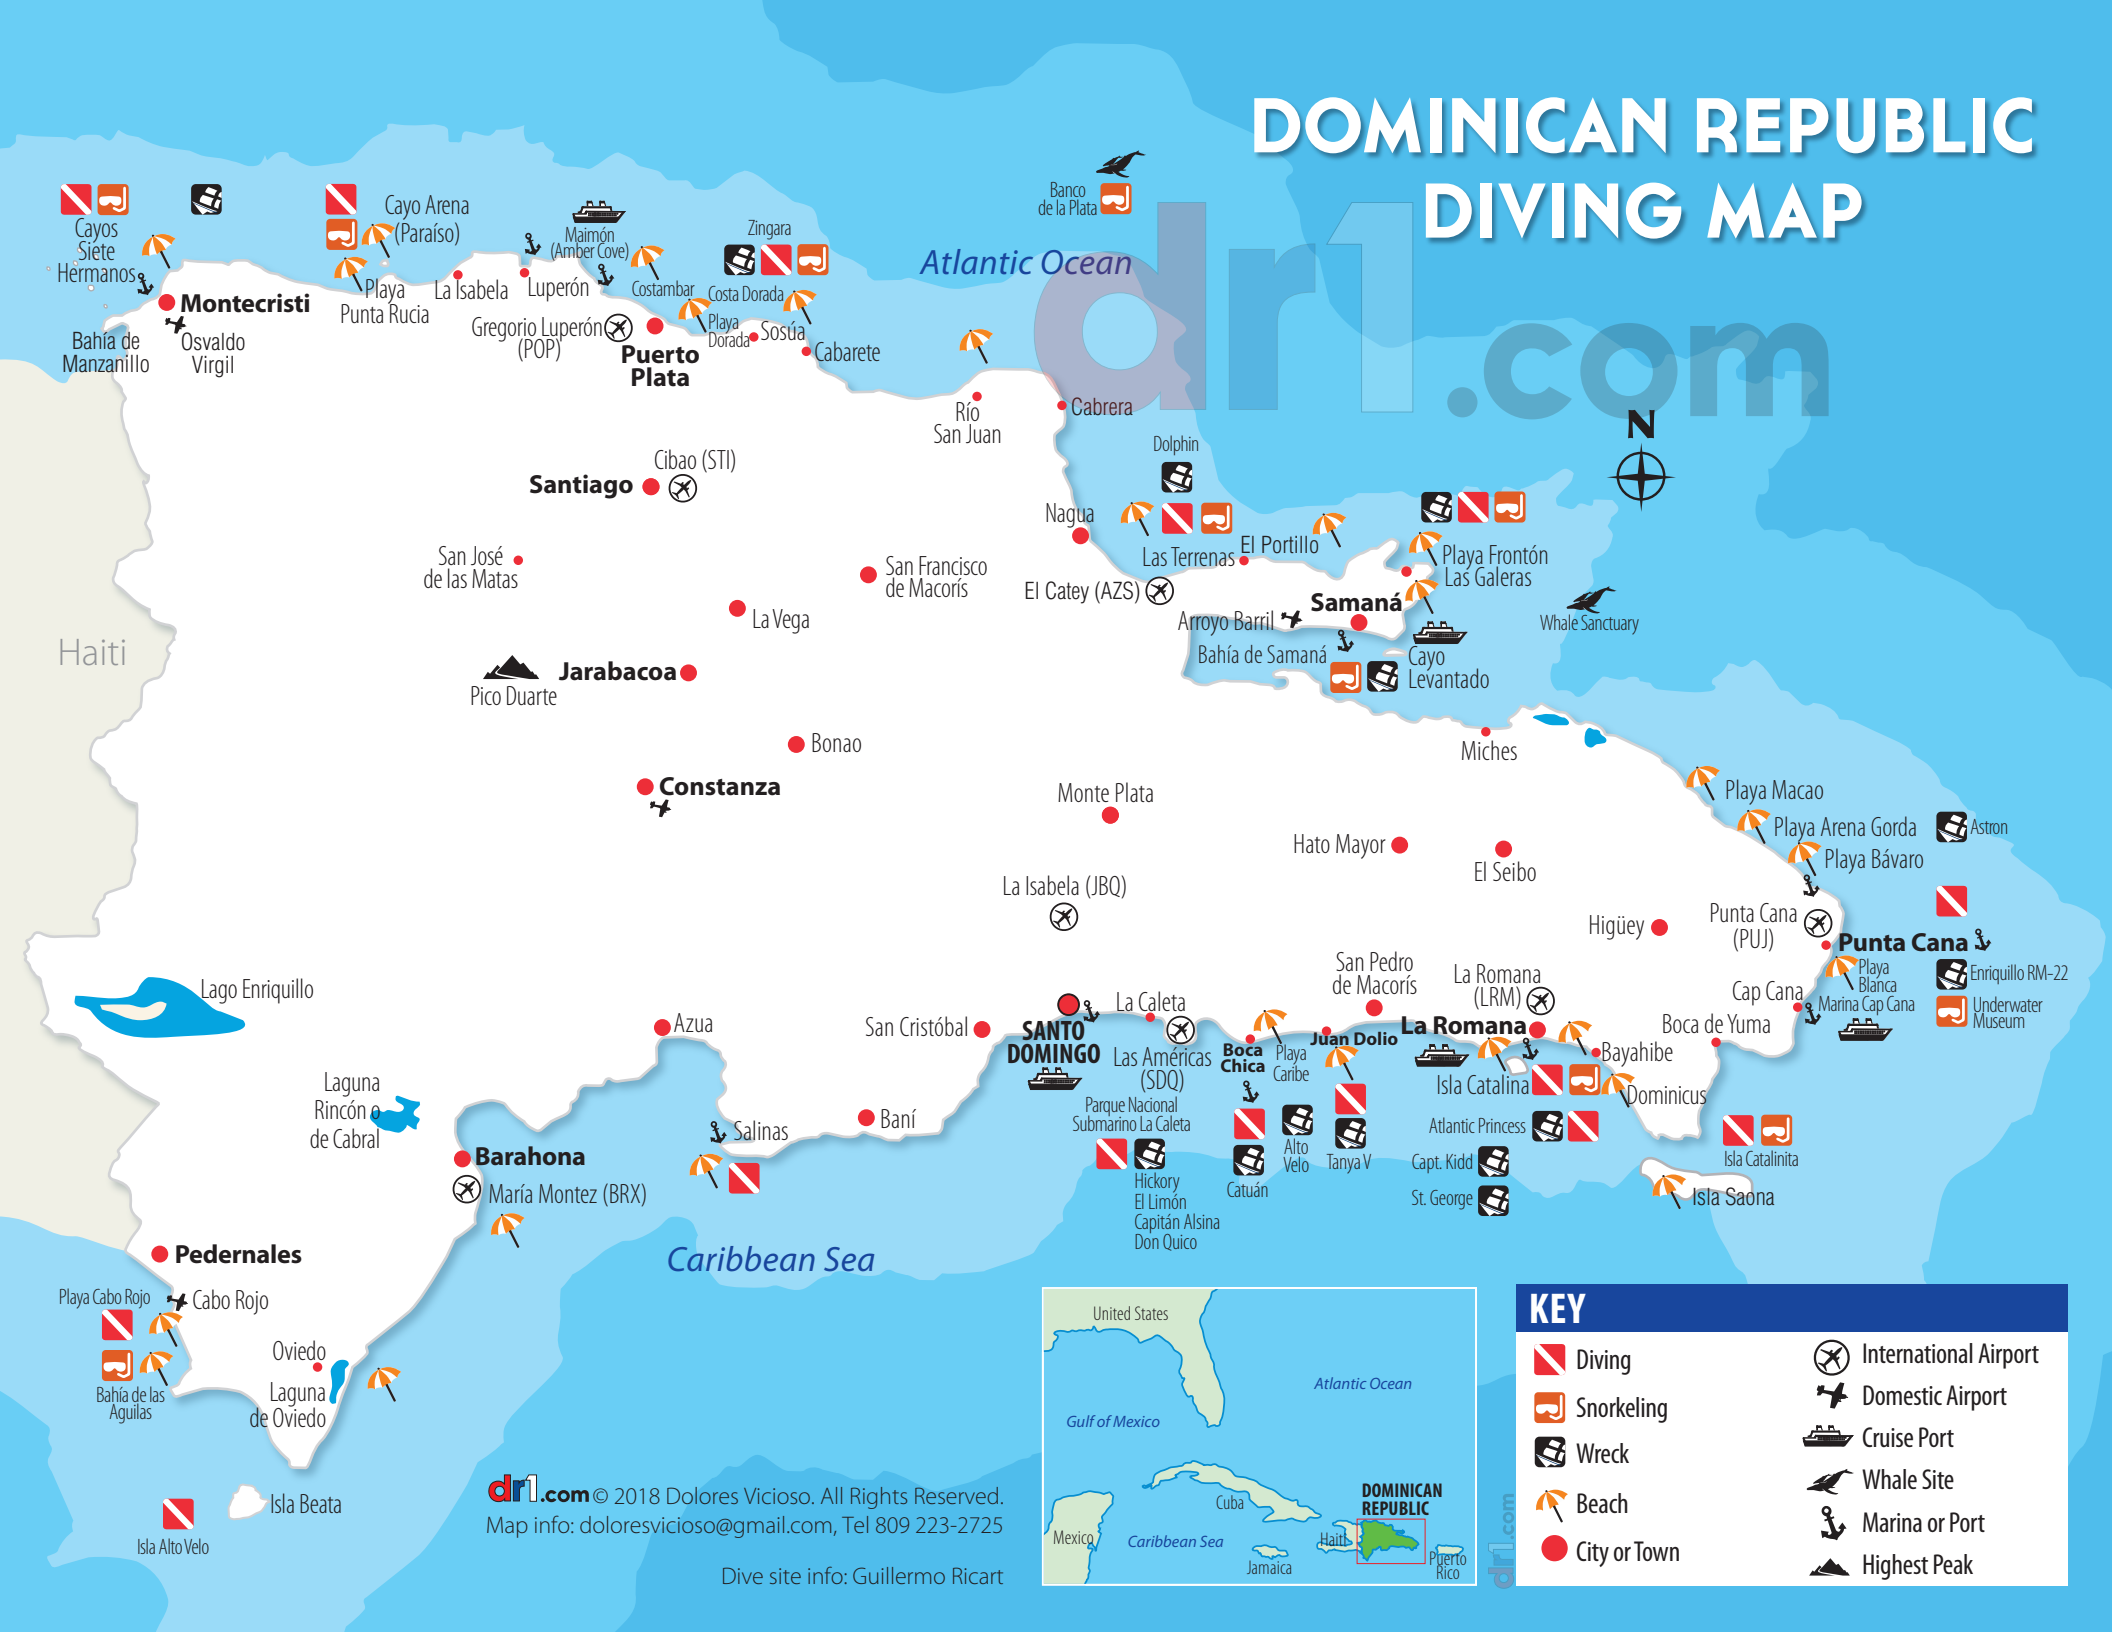 DOMINICAN REPUBLIC
DIVING MAP
dr1.com
Banco
de la Plata
Atlantic Ocean
Cayos
Siete
Hermanos
Cayo Arena
(Paraíso)
Maimón
(Amber Cove)
Zingara
Playa
Punta Rucia
La Isabela
Luperón
Costambar
Costa Dorada
Montecristi
Osvaldo
Virgil
Bahía de
Manzanillo
Gregorio Luperón
(POP)
Puerto
Plata
Playa
Dorada
Sosúa
Cabarete
Río
San Juan
Cabrera
N
Dolphin
Cibao (STI)
Santiago
Nagua
Las Terrenas
El Portillo
Playa Frontón
Las Galeras
San José
de las Matas
San Francisco
de Macorís
El Catey (AZS)
Samaná
La Vega
Arroyo Barril
Whale Sanctuary
Haiti
Bahía de Samaná
Cayo
Levantado
Pico Duarte
Jarabacoa
Bonao
Miches
Constanza
Monte Plata
Playa Macao
Playa Arena Gorda
Astron
Playa Bávaro
Hato Mayor
El Seibo
La Isabela (JBQ)
Higüey
Punta Cana
(PUJ)
Punta Cana
Playa
Blanca
Enriquillo RM-22
San Pedro
de Macorís
La Romana
(LRM)
Cap Cana
Marina Cap Cana
Underwater
Museum
Lago Enriquillo
Azua
San Cristóbal
SANTO
DOMINGO
La Caleta
Las Américas
(SDQ)
Boca
Chica
Playa
Caribe
Juan Dolio
La Romana
Boca de Yuma
Bayahibe
Isla Catalina
Dominicus
Laguna
Rincón o
de Cabral
Baní
Salinas
Parque Nacional
Submarino La Caleta
Hickory
El Limón
Capitán Alsina
Don Quico
Catuán
Alto
Velo
Tanya V
Atlantic Princess
Capt. Kidd
St. George
Isla Catalinita
Isla Saona
Barahona
María Montez (BRX)
Caribbean Sea
Pedernales
Playa Cabo Rojo
Cabo Rojo
Bahía de las
Aguilas
Oviedo
Laguna
de Oviedo
Isla Beata
Isla Alto Velo
dr1.com © 2018 Dolores Vicioso. All Rights Reserved.
Map info: doloresvicioso@gmail.com, Tel 809 223-2725
Dive site info: Guillermo Ricart
United States
Atlantic Ocean
Gulf of Mexico
Cuba
DOMINICAN
REPUBLIC
Mexico
Caribbean Sea
Haiti
Jamaica
Puerto
Rico
dr1.com
KEY
Diving
Snorkeling
Wreck
Beach
City or Town
International Airport
Domestic Airport
Cruise Port
Whale Site
Marina or Port
Highest Peak